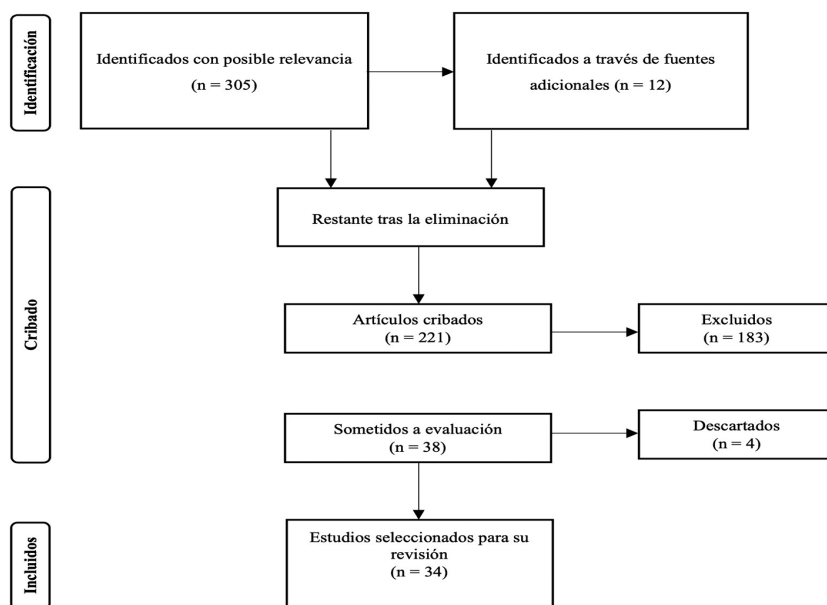 Identificación
Identificados con posible relevancia
(n = 305)
Identificados a través de fuentes
adicionales (n = 12)
Cribado
Restante tras la eliminación
Artículos cribados
(n = 221)
Excluidos
(n = 183)
Sometidos a evaluación
(n = 38)
Descartados
(n = 4)
Incluidos
Estudios seleccionados para su
revisión
(n = 34)